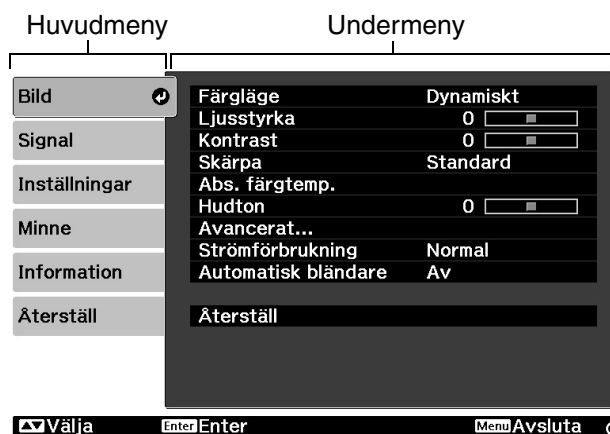 Huvudmeny Undermeny
Bild
Signal
Inställningar
Minne
Information
Återställ
Färgläge Dynamiskt
Ljusstyrka 0
Kontrast 0
Skärpa Standard
Abs. färgtemp.
Hudton 0
Avancerat...
Strömförbrukning Normal
Automatisk bländare Av
Återställ
Välja Enter Enter Menu Avsluta